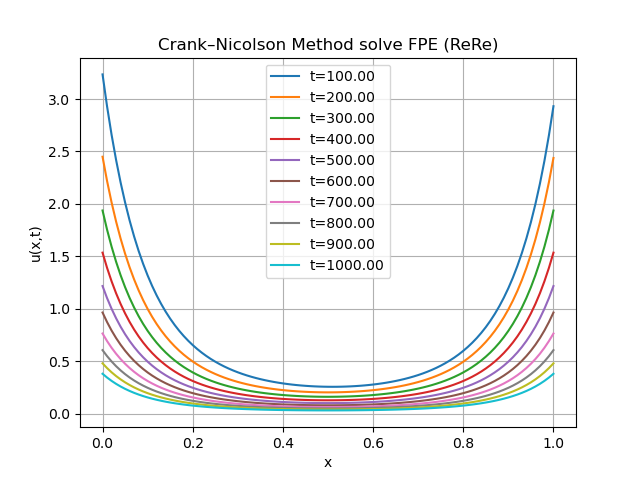 Crank–Nicolson Method solve FPE (ReRe)
u(x,t)
3.0
2.5
2.0
1.5
1.0
0.5
0.0
t=100.00
t=200.00
t=300.00
t=400.00
t=500.00
t=600.00
t=700.00
t=800.00
t=900.00
t=1000.00
0.0 0.2 0.4 0.6 0.8 1.0
x